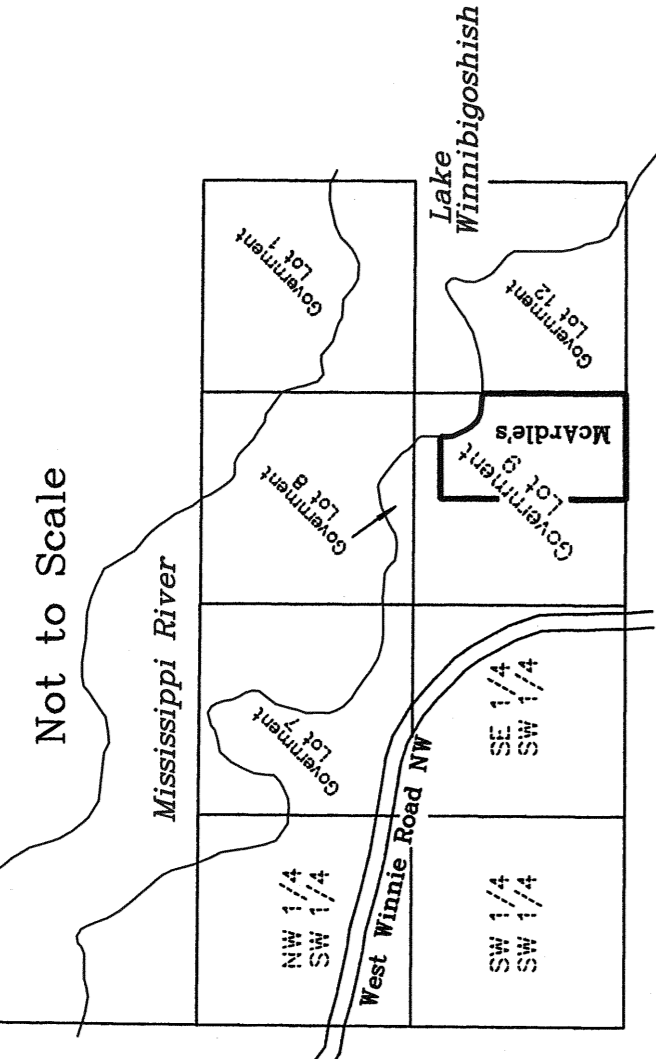 Not to Scale
Mississippi River
Lake
Winnibigoshish
Government
Lot 1
Government
Lot 8
Government
Lot 7
NW 1/4
SW 1/4
West Winnie Road NW
Government
Lot 12
McArdle's
Government
Lot 9
SE 1/4
SW 1/4
SW 1/4
SW 1/4